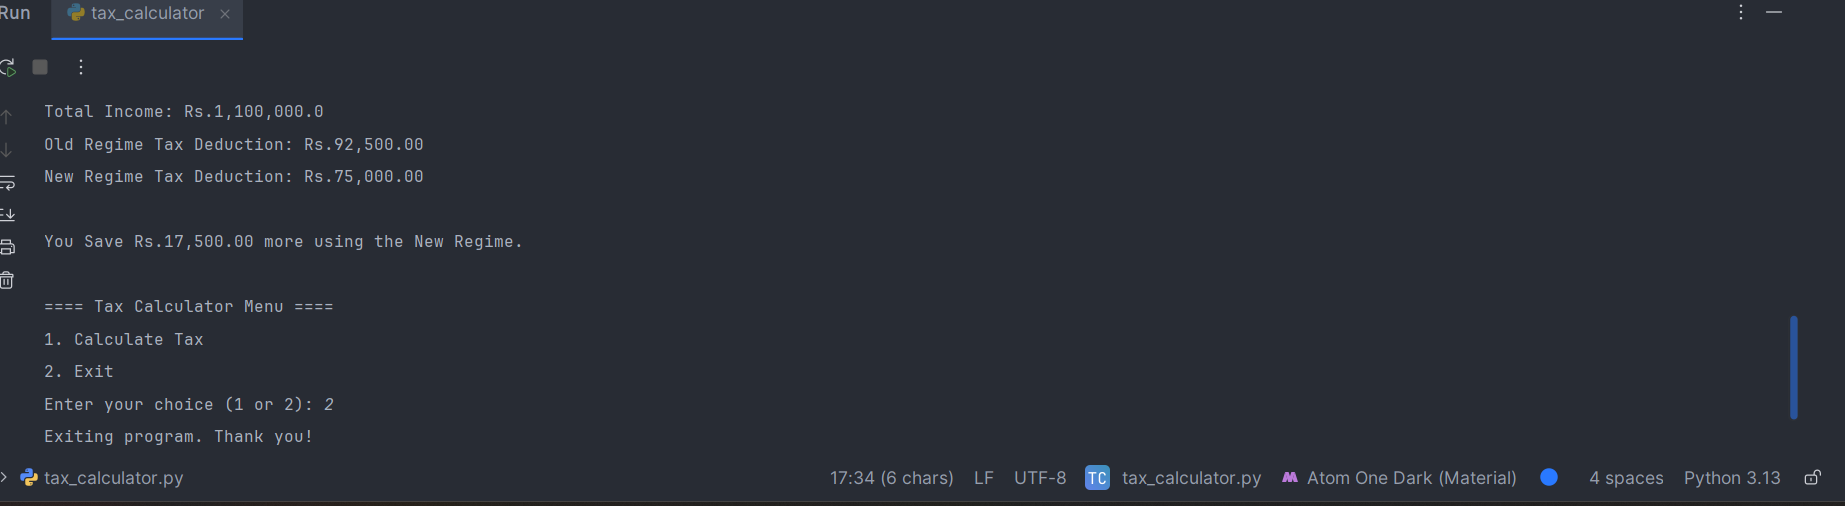 Run tax_calculator ×
Total Income: Rs.1,100,000.0
Old Regime Tax Deduction: Rs.92,500.00
New Regime Tax Deduction: Rs.75,000.00
You Save Rs.17,500.00 more using the New Regime.
==== Tax Calculator Menu ====
1. Calculate Tax
2. Exit
Enter your choice (1 or 2): 2
Exiting program. Thank you!
> tax_calculator.py 17:34 (6 chars) LF UTF-8 TC tax_calculator.py Atom One Dark (Material) 4 spaces Python 3.13